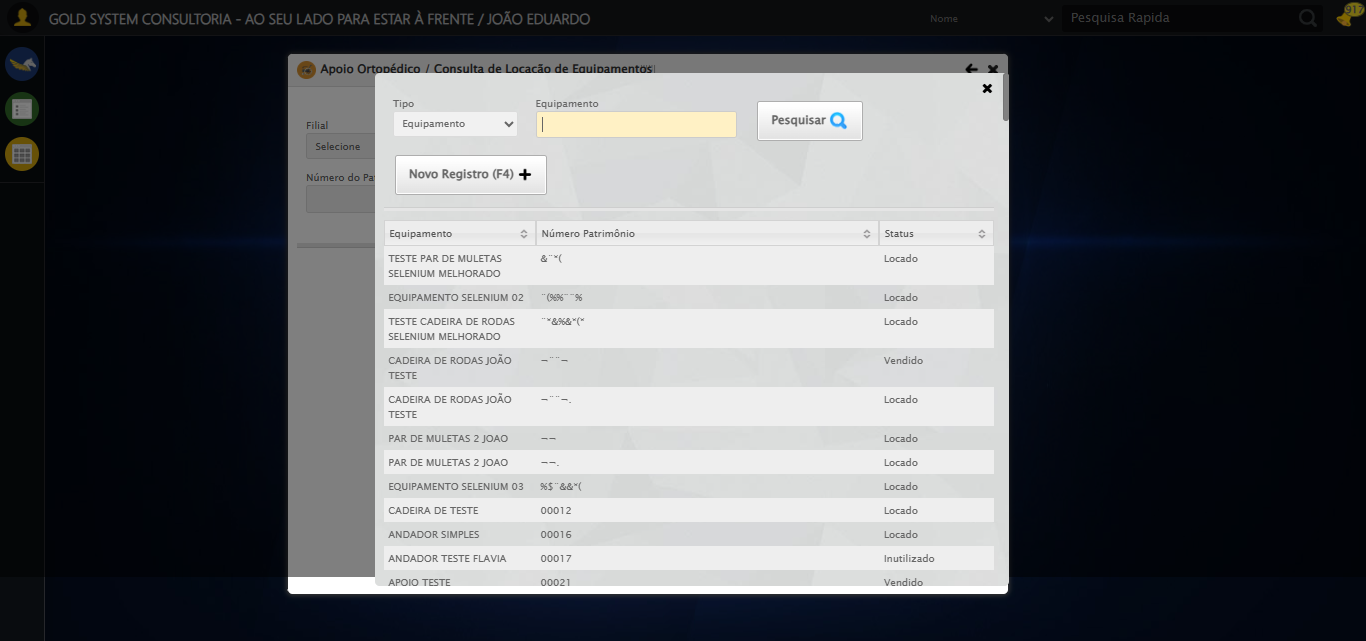 GOLD SYSTEM CONSULTORIA - AO SEU LADO PARA ESTAR À FRENTE / JOÃO EDUARDO
Nome
Pesquisa Rapida
917
Apoio Ortopédico / Consulta de Locação de Equipamentos
Tipo
Equipamento
Equipamento
Pesquisar
Filial
Selecione
Número do Pat
Novo Registro (F4)
Equipamento Número Patrimônio Status
TESTE PAR DE MULETAS &¨*( Locado
SELENIUM MELHORADO
EQUIPAMENTO SELENIUM 02 ¨(%%¨¨% Locado
TESTE CADEIRA DE RODAS ¨*&%&*(* Locado
SELENIUM MELHORADO
CADEIRA DE RODAS JOÃO ¬¨¨¬ Vendido
TESTE
CADEIRA DE RODAS JOÃO ¬¨¨¬. Locado
TESTE
PAR DE MULETAS 2 JOAO ¬¬ Locado
PAR DE MULETAS 2 JOAO ¬¬. Locado
EQUIPAMENTO SELENIUM 03 %$¨&&*( Locado
CADEIRA DE TESTE 00012 Locado
ANDADOR SIMPLES 00016 Locado
ANDADOR TESTE FLAVIA 00017 Inutilizado
APOIO TESTE 00021 Vendido